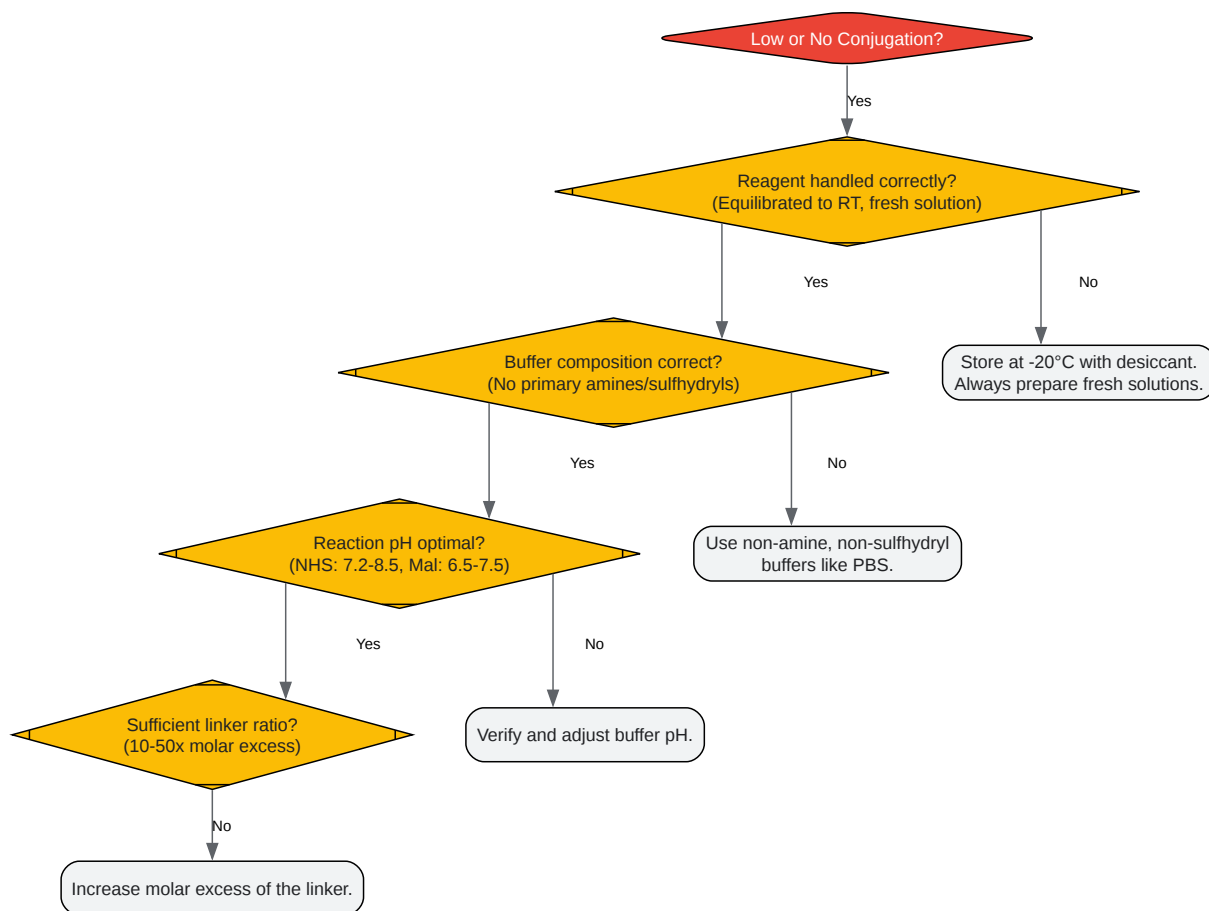 Low or No Conjugation?
Yes
Reagent handled correctly?
(Equilibrated to RT, fresh solution)
Yes
No
Buffer composition correct?
(No primary amines/sulfhydryls)
Store at -20°C with desiccant.
Always prepare fresh solutions.
Yes
No
Reaction pH optimal?
(NHS: 7.2-8.5, Mal: 6.5-7.5)
Use non-amine, non-sulfhydryl
buffers like PBS.
Yes
No
Sufficient linker ratio?
(10-50x molar excess)
Verify and adjust buffer pH.
No
Increase molar excess of the linker.